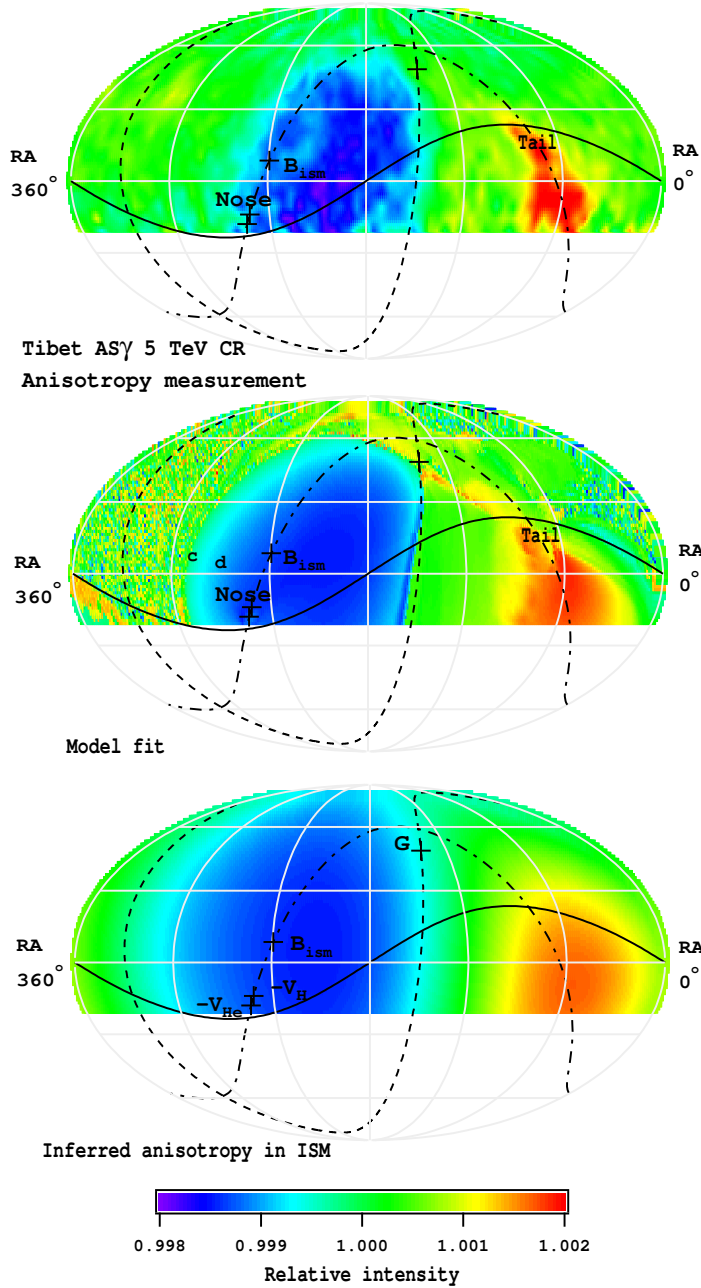 RA
360°
RA
0°
Tail
B_ism
Nose
Tibet ASγ 5 TeV CR
Anisotropy measurement
RA
360°
RA
0°
Tail
c d
B_ism
Nose
Model fit
G
RA
360°
RA
0°
B_ism
-V_H
-V_He
Inferred anisotropy in ISM
0.998 0.999 1.000 1.001 1.002
Relative intensity